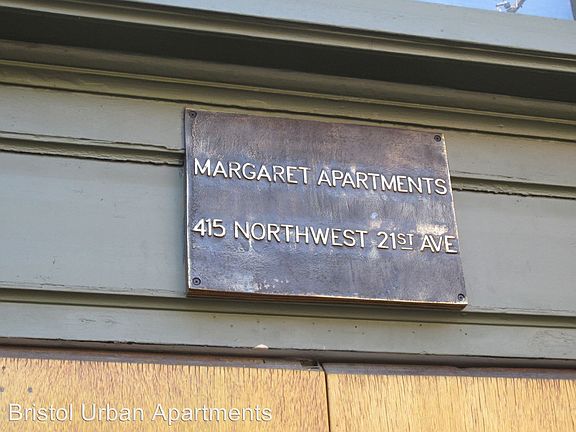 MARGARET APARTMENTS
415 NORTHWEST 21ST AVE
Bristol Urban Apartments